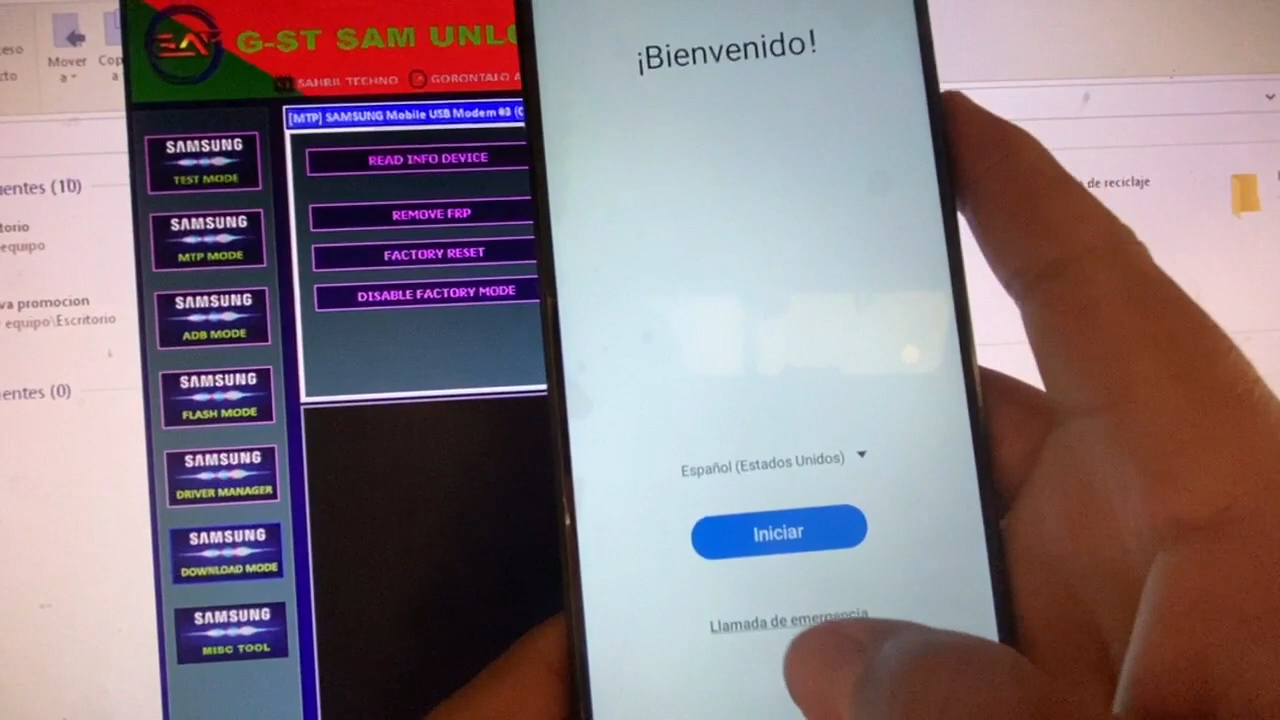 Mover
a
Cop
a
entes (10)
torio
equipo
va promocion
equipo\Escritorio
entes (0)
G-ST SAM UNL
SAHRIL TECHNO
GORONTALO
SAMSUNG
TEST MODE
SAMSUNG
MTP MODE
SAMSUNG
ADB MODE
SAMSUNG
FLASH MODE
SAMSUNG
DRIVER MANAGER
SAMSUNG
DOWNLOAD MODE
SAMSUNG
MISC TOOL
[MTP] SAMSUNG Mobile USB Modem #3 (C
READ INFO DEVICE
REMOVE FRP
FACTORY RESET
DISABLE FACTORY MODE
¡Bienvenido!
Español (Estados Unidos)
Iniciar
Llamada de emergencia
de reciclaje